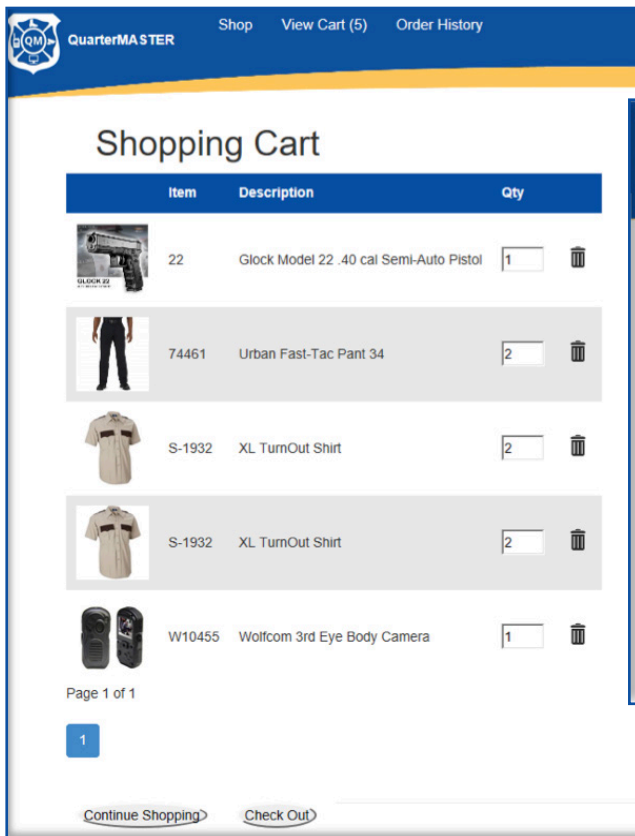 Shop View Cart (5) Order History
QM
QuarterMASTER
Shopping Cart
Item Description Qty
GLOCK 22
22 Glock Model 22 .40 cal Semi-Auto Pistol 1
74461 Urban Fast-Tac Pant 34 2
S-1932 XL TurnOut Shirt 2
S-1932 XL TurnOut Shirt 2
W10455 Wolfcom 3rd Eye Body Camera 1
Page 1 of 1
1
Continue Shopping Check Out